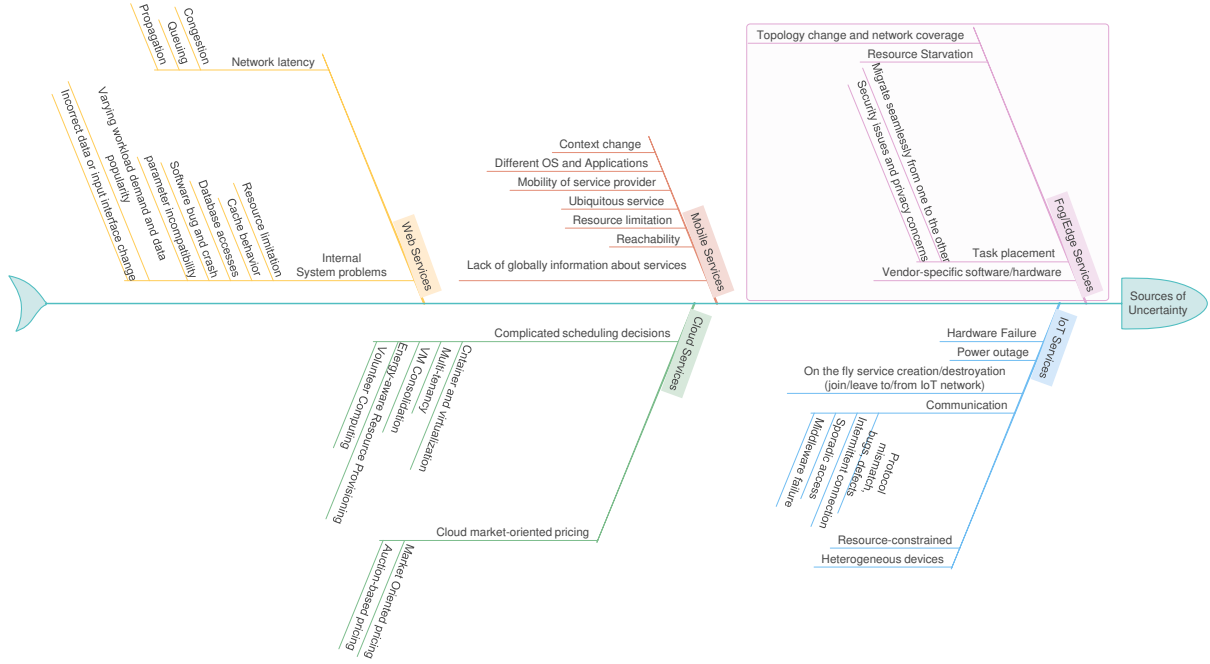 Propagation
Queuing
Congestion
Network latency
Incorrect data or input interface change
Varying workload demand and data
popularity
parameter incompatibility
Software bug and crash
Database accesses
Cache behavior
Resource limitation
Internal
System problems
Web Services
Context change
Different OS and Applications
Mobility of service provider
Ubiquitous service
Resource limitation
Reachability
Lack of globally information about services
Mobile Services
Topology change and network coverage
Resource Starvation
Migrate seamlessly from one to the other
Security issues and privacy concerns
Task placement
Vendor-specific software/hardware
Fog/Edge Services
Sources of
Uncertainty
Complicated scheduling decisions
Volunteer Computing
Energy-aware Resource Provisioning
VM Consolidation
Multi-tenancy
Cntainer and virtualization
Cloud market-oriented pricing
Auction-based pricing
Market Oriented pricing
Cloud Services
Hardware Failure
Power outage
On the fly service creation/destroyation
(join/leave to/from IoT network)
Communication
Middleware failure
Sporadic access
Intermittent connection
Protocol
mismatch,
bugs, defects
Resource-constrained
Heterogeneous devices
IoT Services